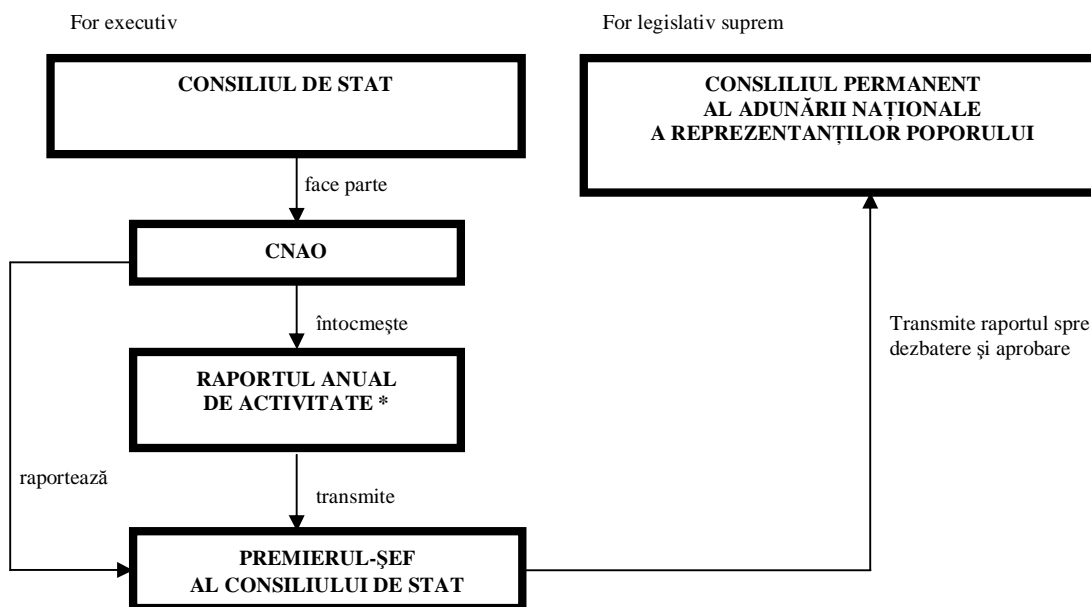 For executiv
For legislativ suprem
CONSILIUL DE STAT
CONSLILIUL PERMANENT
AL ADUNĂRII NAȚIONALE
A REPREZENTANȚILOR POPORULUI
face parte
CNAO
întocmeşte
Transmite raportul spre
dezbatere şi aprobare
RAPORTUL ANUAL
DE ACTIVITATE *
raportează
transmite
PREMIERUL-ŞEF
AL CONSILIULUI DE STAT